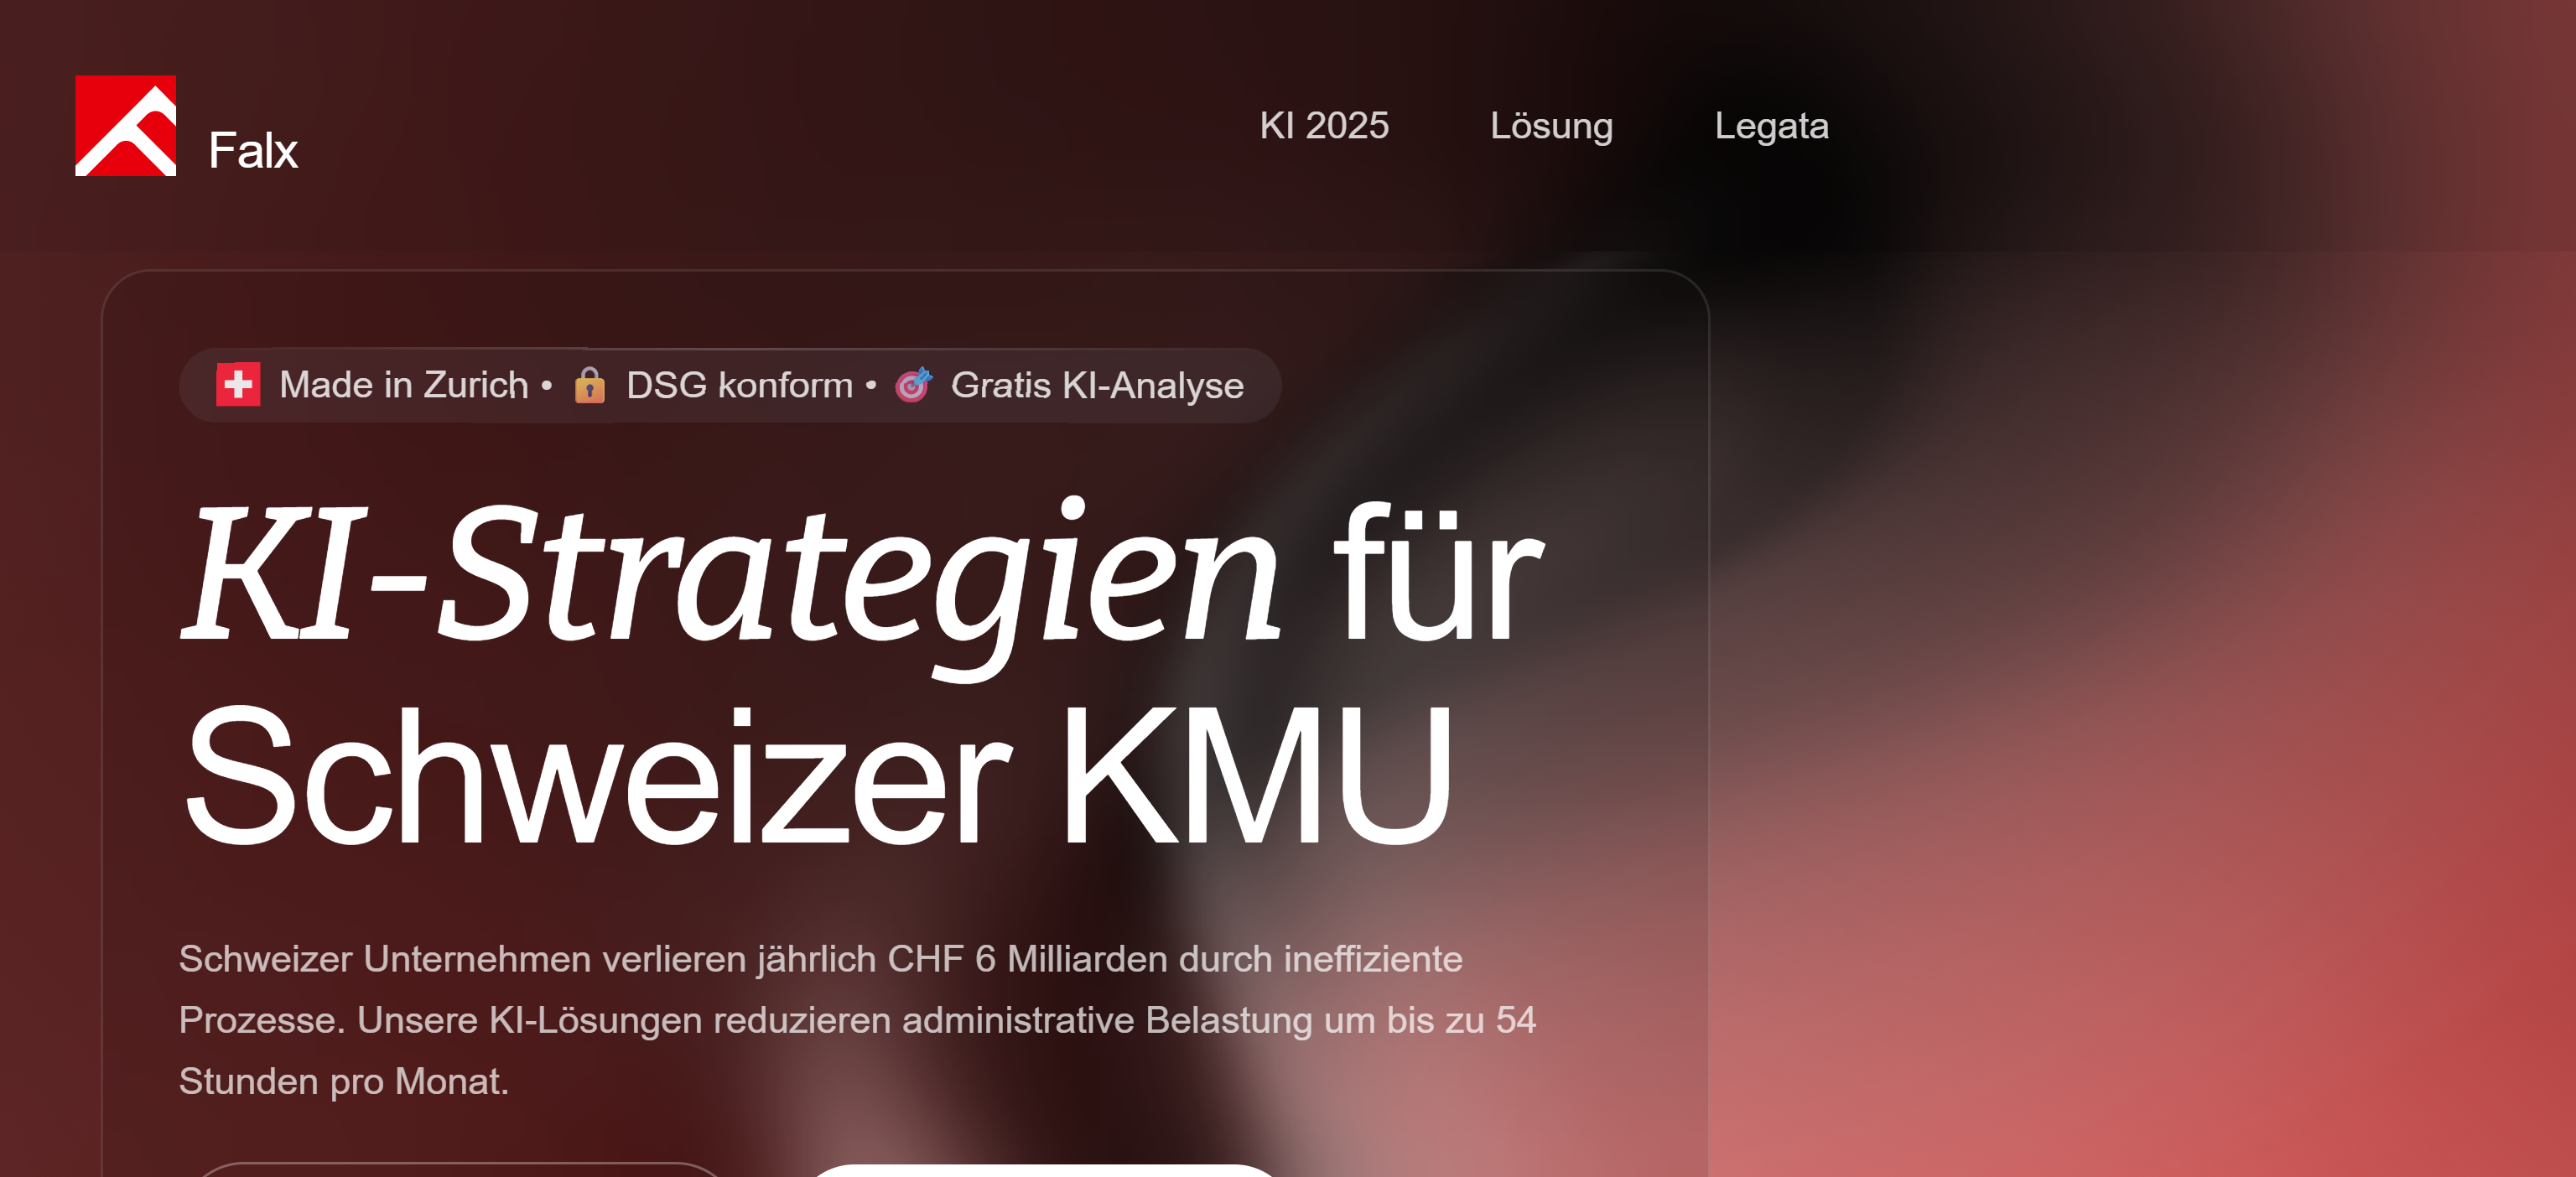 Falx
KI 2025
Lösung
Legata
Made in Zurich • DSG konform • Gratis KI-Analyse
KI-Strategien für
Schweizer KMU
Schweizer Unternehmen verlieren jährlich CHF 6 Milliarden durch ineffiziente
Prozesse. Unsere KI-Lösungen reduzieren administrative Belastung um bis zu 54
Stunden pro Monat.